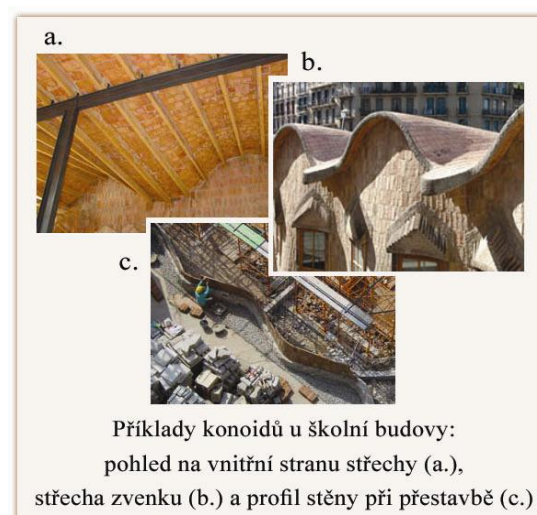 a.
b.
c.
Příklady konoidů u školní budovy:
pohled na vnitřní stranu střechy (a.),
střecha zvenku (b.) a profil stěny při přestavbě (c.)